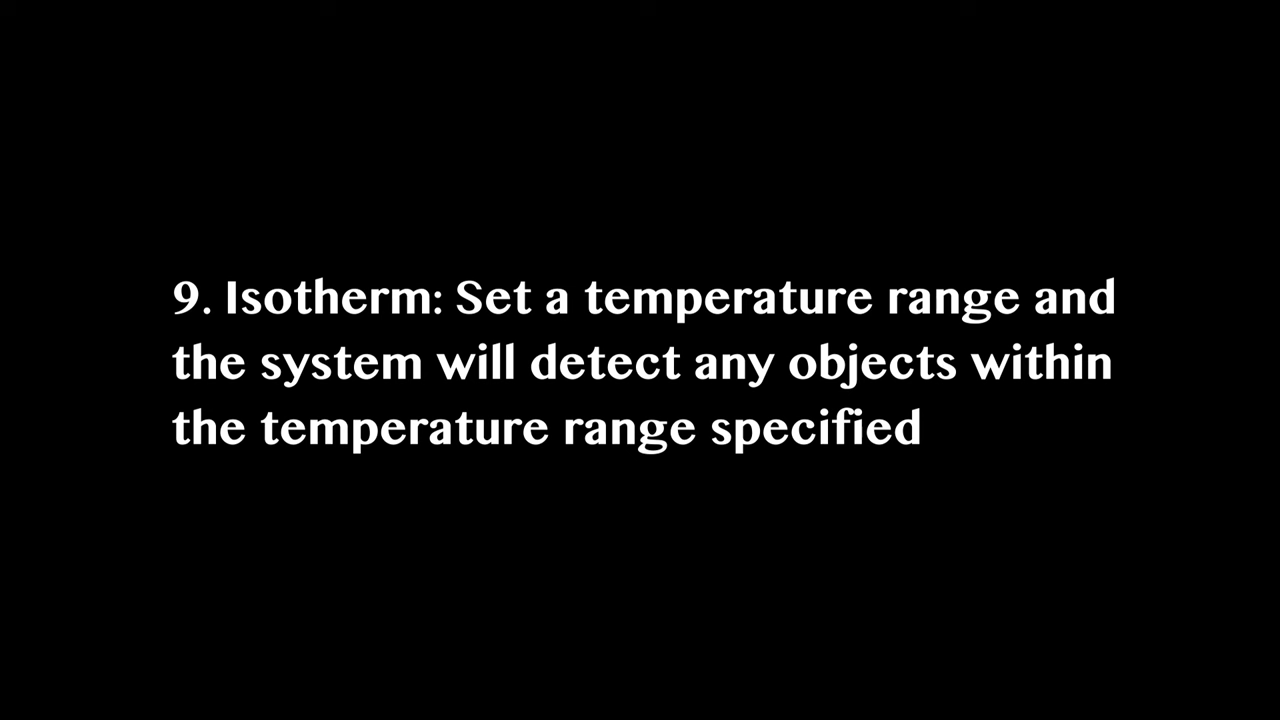 9. Isotherm: Set a temperature range and
the system will detect any objects within
the temperature range specified